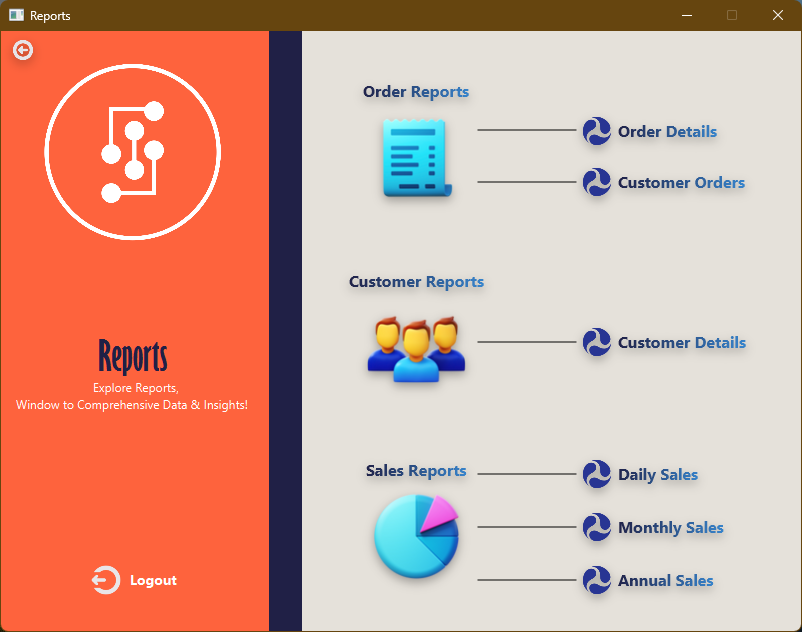 Reports
Reports
Explore Reports,
Window to Comprehensive Data & Insights!
Logout
Order Reports
Order Details
Customer Orders
Customer Reports
Customer Details
Sales Reports
Daily Sales
Monthly Sales
Annual Sales